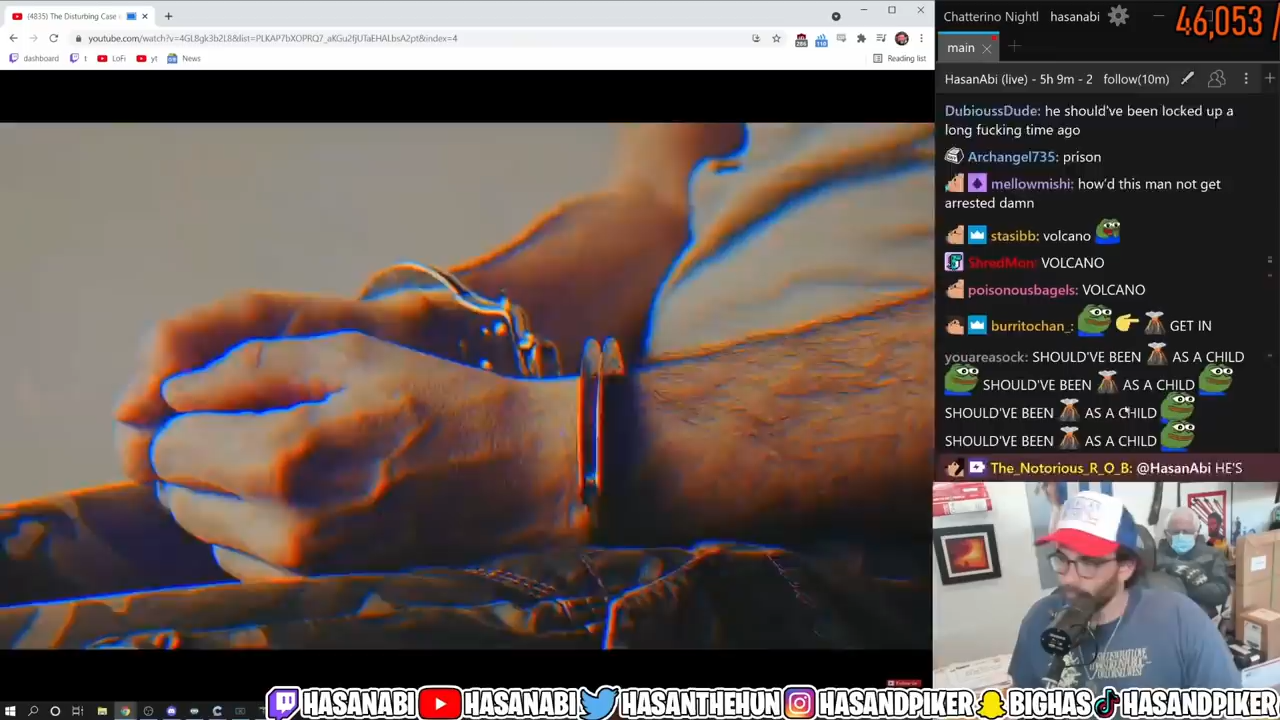 (4835) The Disturbing Case
youtube.com/watch?v=4GL8gk3b2L8&list=PLKAP7bXOPRQ7_aKGu2fjUTaEHALbsA2pt&index=4
dashboard t LoFi yt News Reading list
Chatterino Nightl hasanabi
46,053 /
main
HasanAbi (live) - 5h 9m - 2 follow(10m)
DubioussDude: he should've been locked up a
long fucking time ago
Archangel735: prison
mellowmishi: how'd this man not get
arrested damn
stasibb: volcano
ShredMon: VOLCANO
poisonousbagels: VOLCANO
burritochan_: GET IN
youareasock: SHOULD'VE BEEN AS A CHILD
SHOULD'VE BEEN AS A CHILD
SHOULD'VE BEEN AS A CHILD
SHOULD'VE BEEN AS A CHILD
The_Notorious_R_O_B: @HasanAbi HE'S
HASANABI HASANABI HASANTHEHUN HASANDPIKER BIGHAS HASANDPIKER